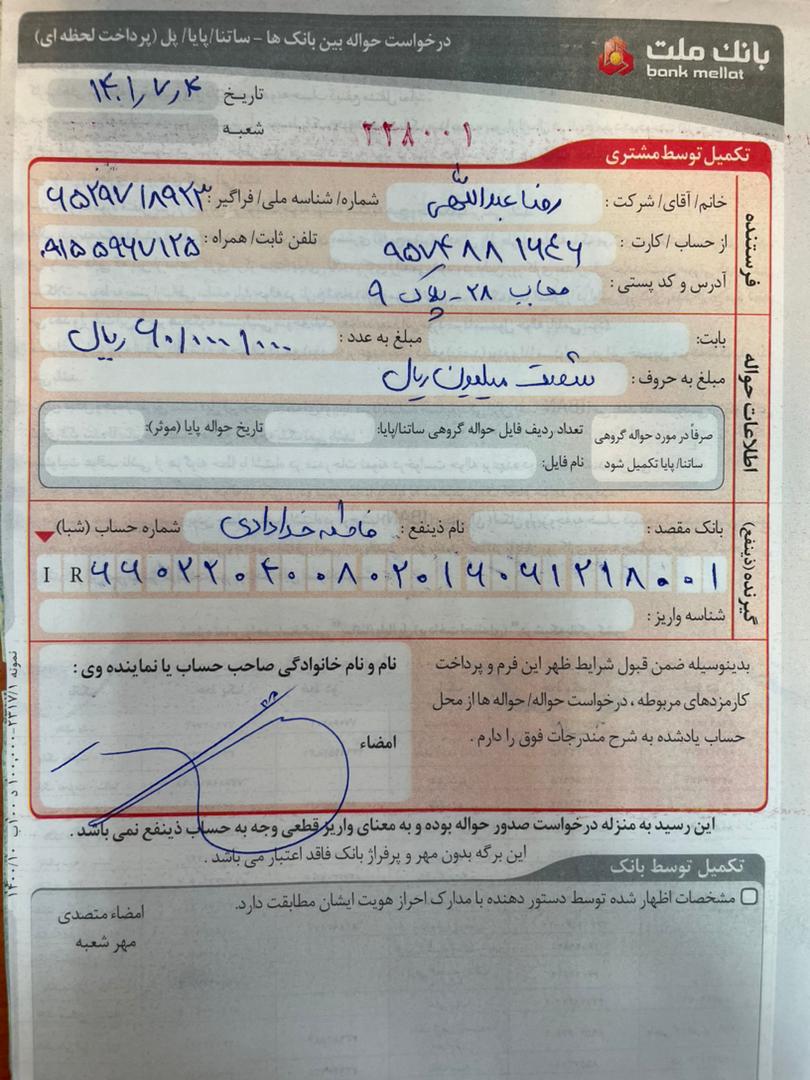 بانک ملت
bank mellat
درخواست حواله بین بانک ها - ساتنا/پایا/ پل (پرداخت لحظه ای)
تاریخ ۱۴۰۱/۷/۴
شعبه
۲۲۸۰۰۱
تکمیل توسط مشتری
فرستنده
خانم/ آقای/ شرکت : رضا عبداللهی شماره/ شناسه ملی/ فراگیر : ۶۵۲۹۷۱۸۹۲۳
از حساب / کارت : ۹۵۷۴۸۸۱۶۴۶ تلفن ثابت/ همراه : ۰۹۱۵۵۹۶۷۱۲۵
آدرس و کد پستی : ۲۸ - پلاک ۹
اطلاعات حواله
بابت: مبلغ به عدد : ۶۰/۰۰۰/۰۰۰ ریال
مبلغ به حروف : شصت میلیون ریال
صرفاً در مورد حواله گروهی ساتنا/پایا تکمیل شود
تعداد ردیف فایل حواله گروهی ساتنا/پایا: تاریخ حواله پایا (موثر):
نام فایل:
گیرنده (ذینفع)
بانک مقصد : نام ذینفع : فاطمه خدادادی شماره حساب (شبا)
I R ۶۶۰۲۲۰۴۰۰۸۰۲۰۱۶۰۶۱۲۱۸۰۰۱
شناسه واریز :
بدینوسیله ضمن قبول شرایط ظهر این فرم و پرداخت
کارمزدهای مربوطه ، درخواست حواله/ حواله ها از محل
حساب یادشده به شرح مندرجات فوق را دارم .
نام و نام خانوادگی صاحب حساب یا نماینده وی :
امضاء
این رسید به منزله درخواست صدور حواله بوده و به معنای واریز قطعی وجه به حساب ذینفع نمی باشد .
این برگه بدون مهر و پرفراژ بانک فاقد اعتبار می باشد .
تکمیل توسط بانک
مشخصات اظهار شده توسط دستور دهنده با مدارک احراز هویت ایشان مطابقت دارد.
امضاء متصدی
مهر شعبه
نمونه ۲۳۱۷/۱-۱۰۰,۰۰۰ د ۱۰۰ ب ۱۴۰۰/۱۰